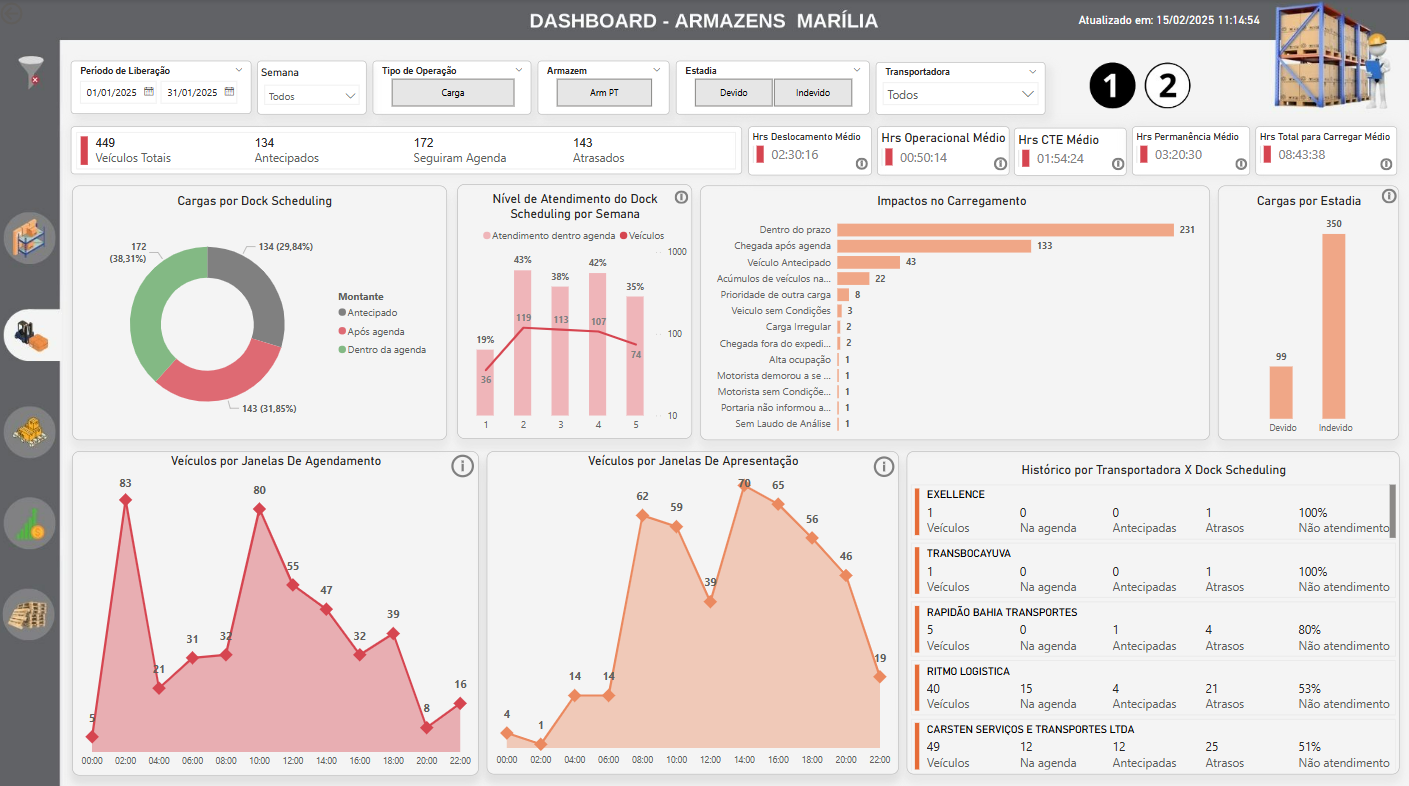 DASHBOARD - ARMAZENS MARÍLIA
Atualizado em: 15/02/2025 11:14:54
Período de Liberação
01/01/2025 31/01/2025
Semana
Todos
Tipo de Operação
Carga
Armazem
Arm PT
Estadia
Devido Indevido
Transportadora
Todos
1 2
449 134 172 143
Veículos Totais Antecipados Seguiram Agenda Atrasados
Hrs Deslocamento Médio
02:30:16
Hrs Operacional Médio
00:50:14
Hrs CTE Médio
01:54:24
Hrs Permanência Médio
03:20:30
Hrs Total para Carregar Médio
08:43:38
Cargas por Dock Scheduling
172
(38,31%)
134 (29,84%)
143 (31,85%)
Montante
Antecipado
Após agenda
Dentro da agenda
Nível de Atendimento do Dock
Scheduling por Semana
Atendimento dentro agenda Veículos
1000
100
10
19% 43% 38% 42% 35%
36 119 113 107 74
1 2 3 4 5
Impactos no Carregamento
Dentro do prazo 231
Chegada após agenda 133
Veículo Antecipado 43
Acúmulos de veículos na... 22
Prioridade de outra carga 8
Veiculo sem Condições 3
Carga Irregular 2
Chegada fora do expedi... 2
Alta ocupação 1
Motorista demorou a se ... 1
Motorista sem Condiçõe... 1
Portaria não informou a... 1
Sem Laudo de Análise 1
Cargas por Estadia
99 350
Devido Indevido
Veículos por Janelas De Agendamento
5 83 21 31 32 80 55 47 32 39 8 16
00:00 02:00 04:00 06:00 08:00 10:00 12:00 14:00 16:00 18:00 20:00 22:00
Veículos por Janelas De Apresentação
4 1 14 14 62 59 39 70 65 56 46 19
00:00 02:00 04:00 06:00 08:00 10:00 12:00 14:00 16:00 18:00 20:00 22:00
Histórico por Transportadora X Dock Scheduling
EXELLENCE
1 0 0 1 100%
Veículos Na agenda Antecipadas Atrasos Não atendimento
TRANSBOCAYUVA
1 0 0 1 100%
Veículos Na agenda Antecipadas Atrasos Não atendimento
RAPIDÃO BAHIA TRANSPORTES
5 0 1 4 80%
Veículos Na agenda Antecipadas Atrasos Não atendimento
RITMO LOGISTICA
40 15 4 21 53%
Veículos Na agenda Antecipadas Atrasos Não atendimento
CARSTEN SERVIÇOS E TRANSPORTES LTDA
49 12 12 25 51%
Veículos Na agenda Antecipadas Atrasos Não atendimento